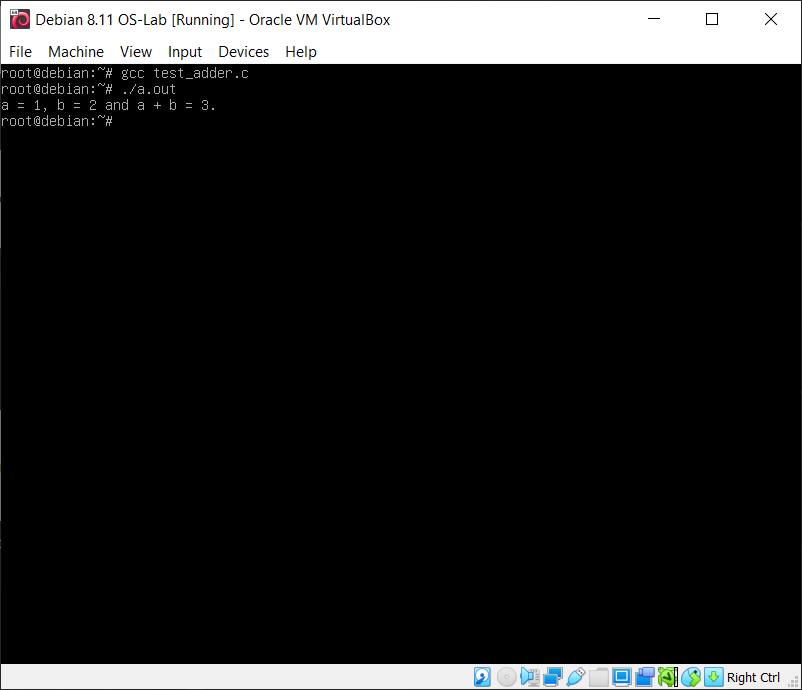 Debian 8.11 OS-Lab [Running] - Oracle VM VirtualBox
File Machine View Input Devices Help
root@debian:~# gcc test_adder.c
root@debian:~# ./a.out
a = 1, b = 2 and a + b = 3.
root@debian:~#
Right Ctrl